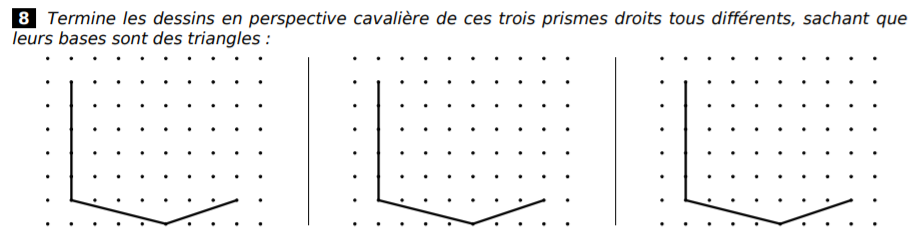 8 Termine les dessins en perspective cavalière de ces trois prismes droits tous différents, sachant que
leurs bases sont des triangles :